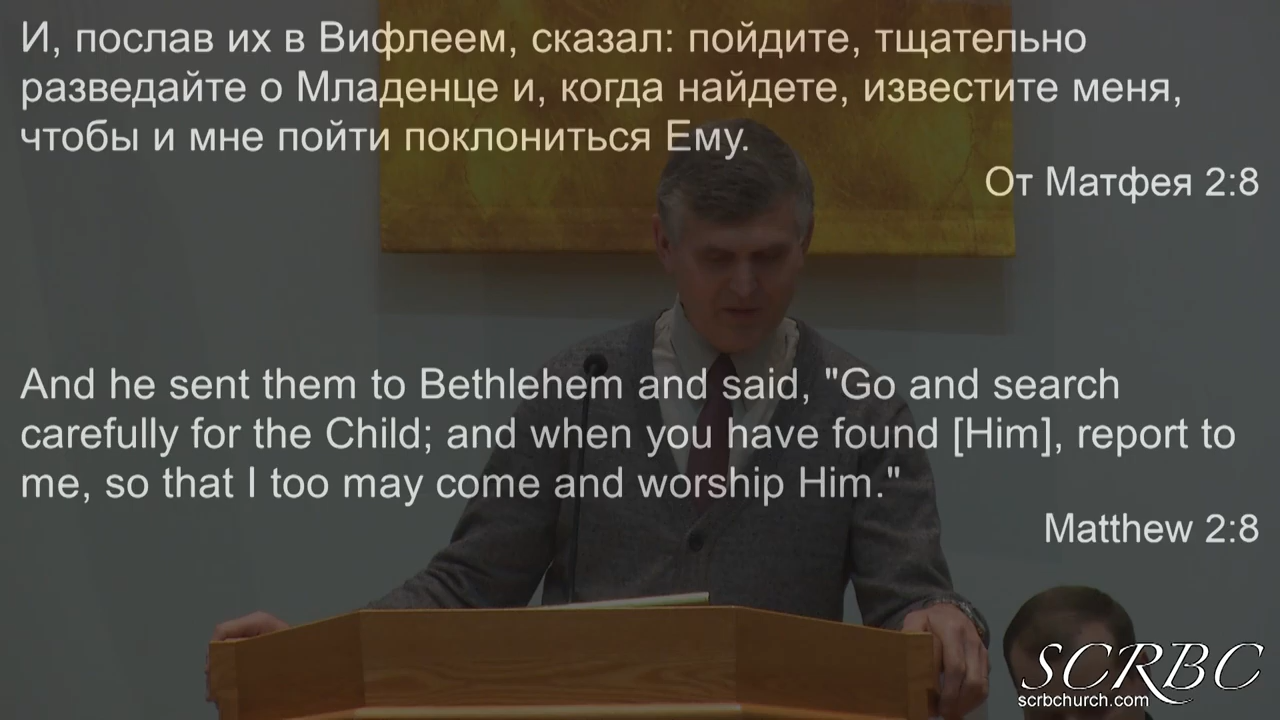 И, послав их в Вифлеем, сказал: пойдите, тщательно
разведайте о Младенце и, когда найдете, известите меня,
чтобы и мне пойти поклониться Ему.
От Матфея 2:8
And he sent them to Bethlehem and said, "Go and search
carefully for the Child; and when you have found [Him], report to
me, so that I too may come and worship Him."
Matthew 2:8
SCRBC
scrbchurch.com